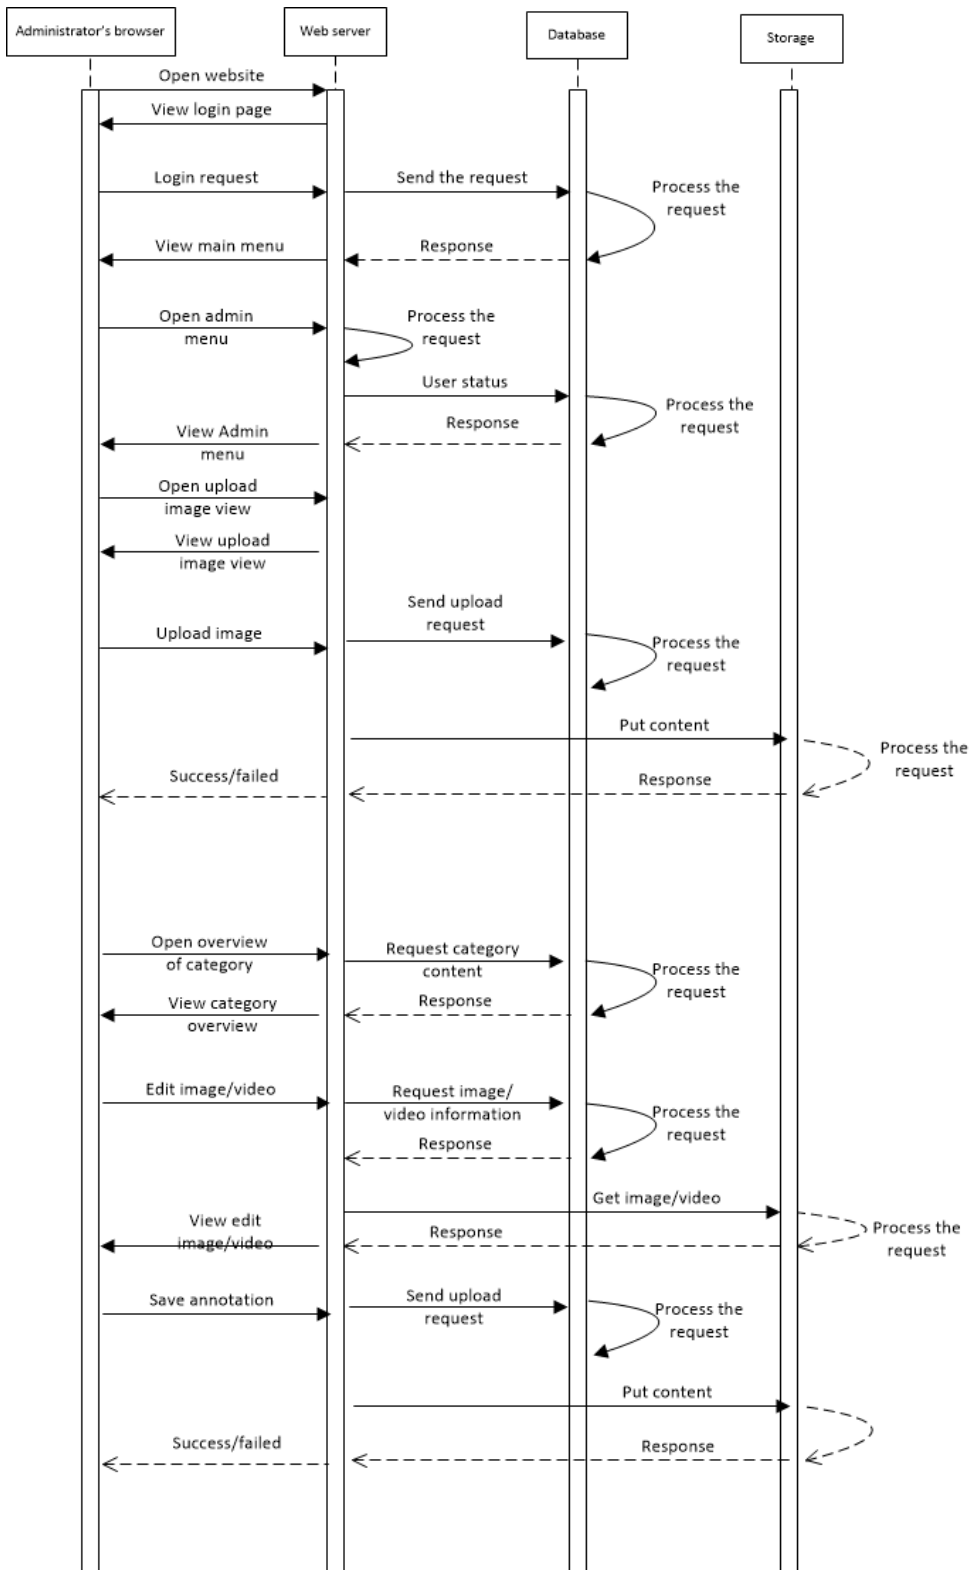 Administrator's browser
Web server
Database
Storage
Open website
View login page
Login request
Send the request
Process the
request
View main menu
Response
Open admin
menu
Process the
request
User status
Process the
request
Response
View Admin
menu
Open upload
image view
View upload
image view
Send upload
request
Upload image
Process the
request
Put content
Process the
request
Success/failed
Response
Open overview
of category
Request category
content
Process the
request
View category
overview
Response
Edit image/video
Request image/
video information
Process the
request
Response
Get image/video
View edit
image/video
Response
Process the
request
Save annotation
Send upload
request
Process the
request
Put content
Success/failed
Response